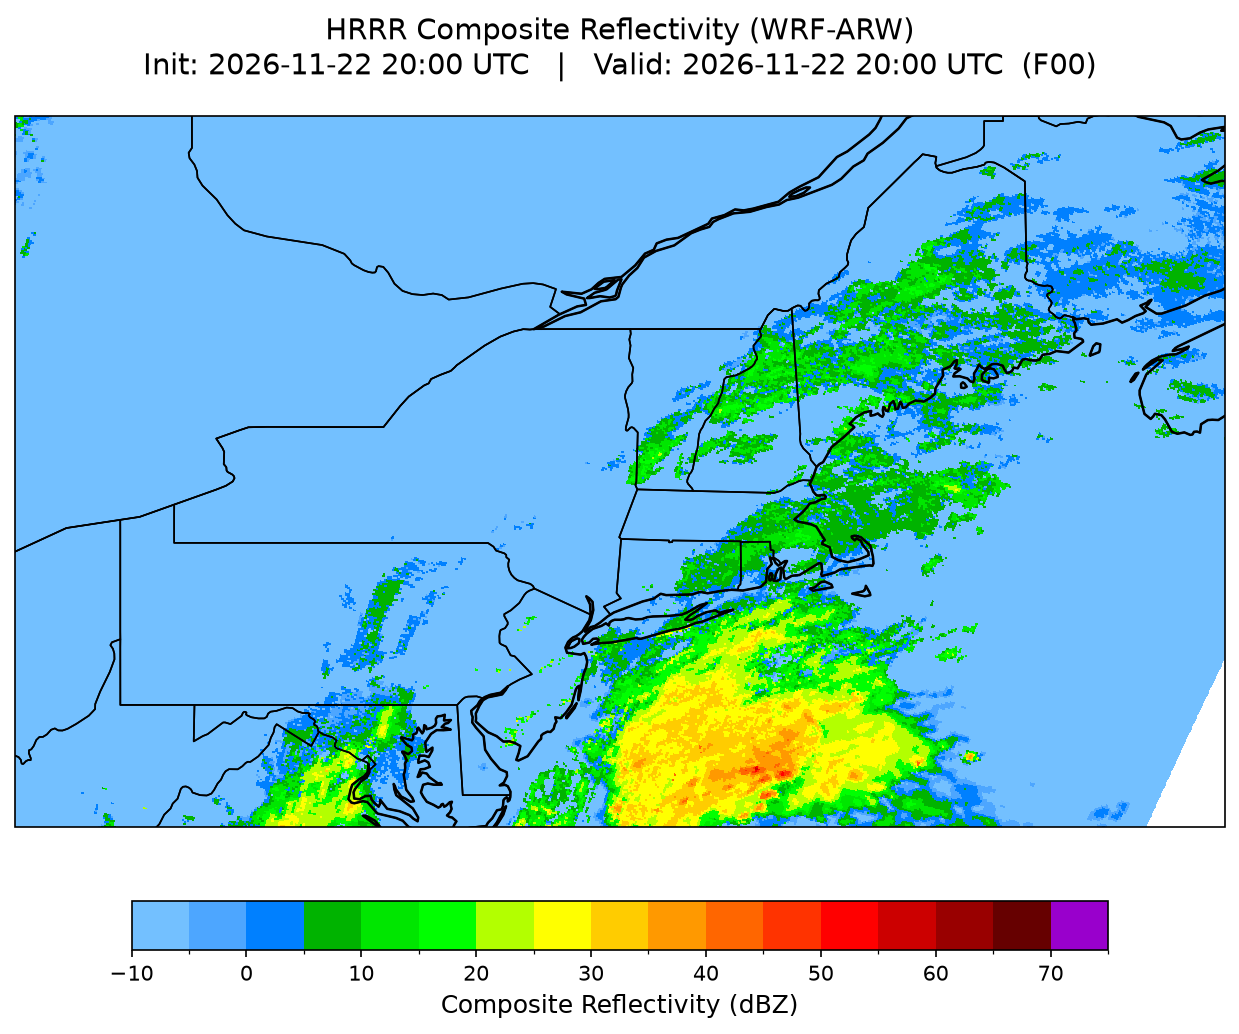 HRRR Composite Reflectivity (WRF-ARW)
Init: 2026-11-22 20:00 UTC   |   Valid: 2026-11-22 20:00 UTC  (F00)
−10 0 10 20 30 40 50 60 70
Composite Reflectivity (dBZ)